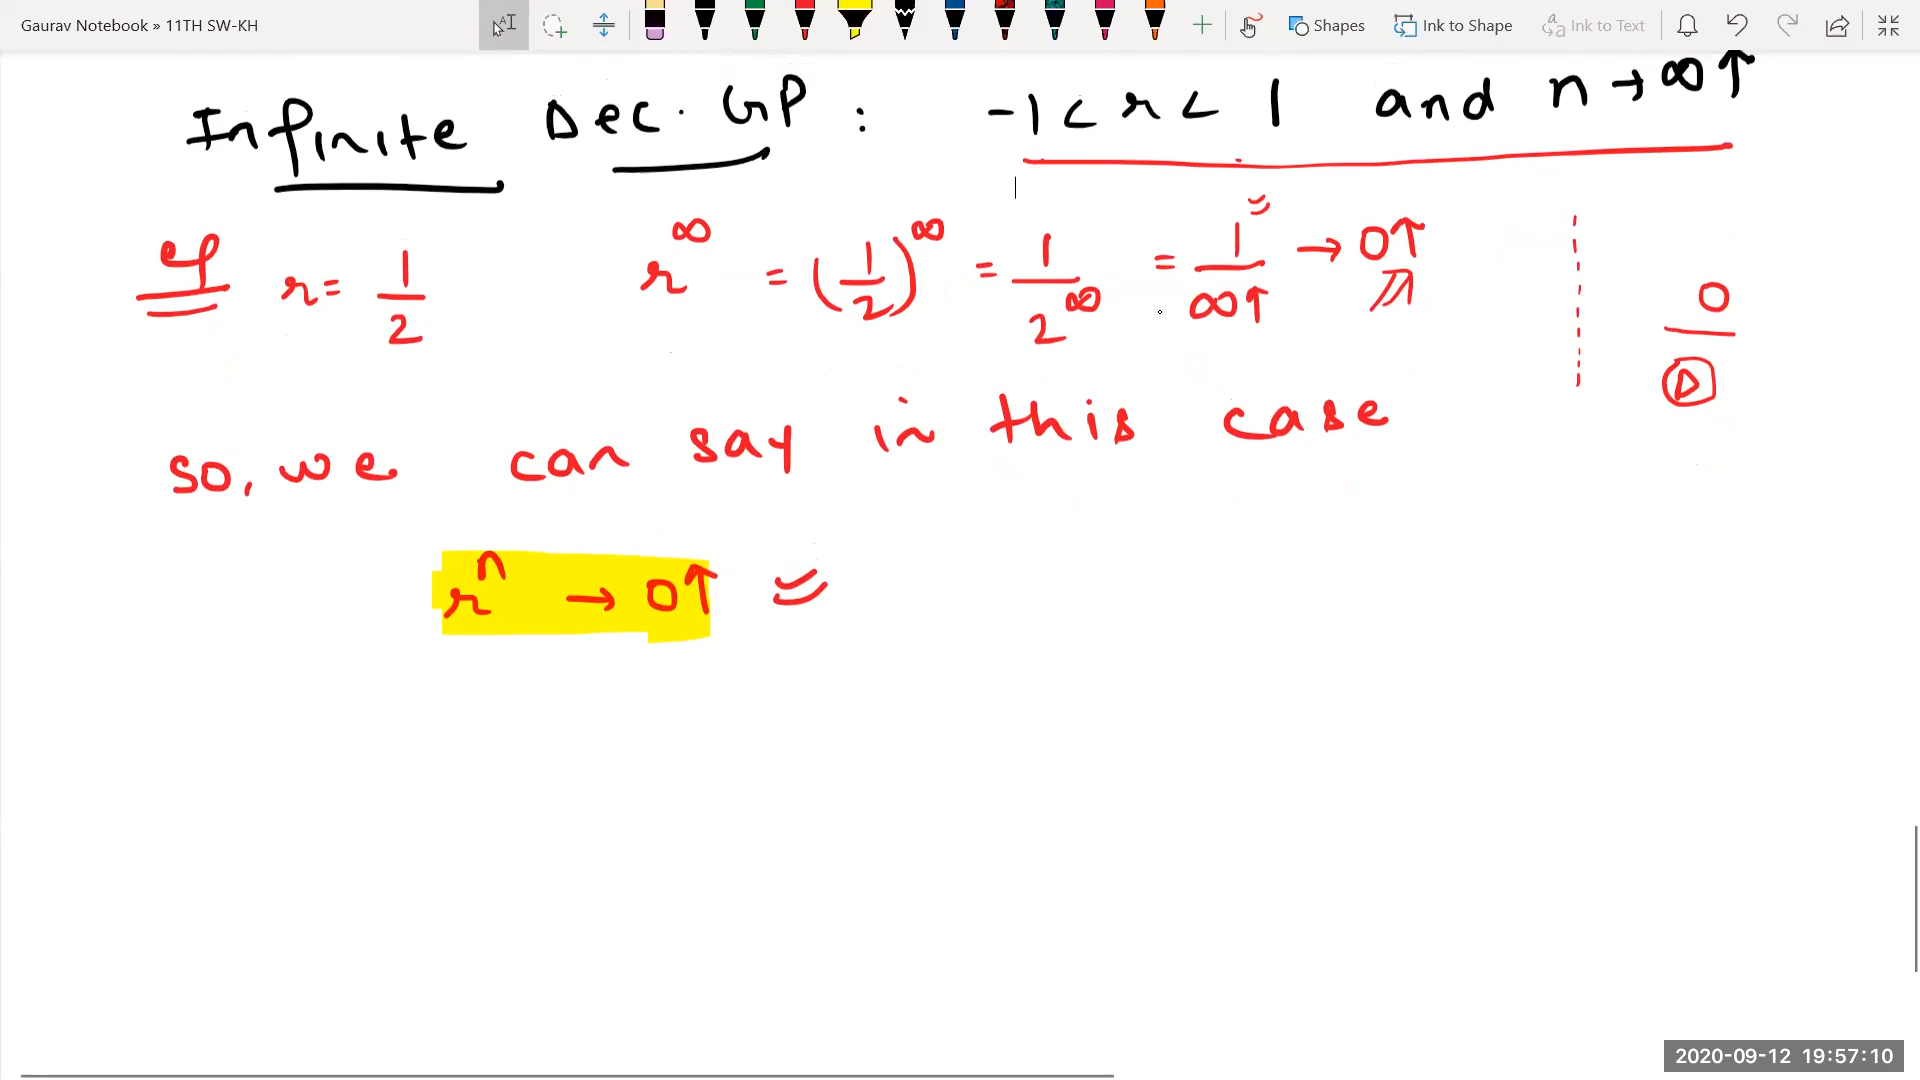 Gaurav Notebook » 11TH SW-KH
Shapes
Ink to Shape
Ink to Text
Infinite Dec. GP : -1 < r < 1 and n → ∞↑
eg r = 1/2 r^∞ = (1/2)^∞ = 1/2^∞ = 1/∞↑ → 0↑
0
so, we can say in this case
r^n → 0↑
2020-09-12 19:57:10